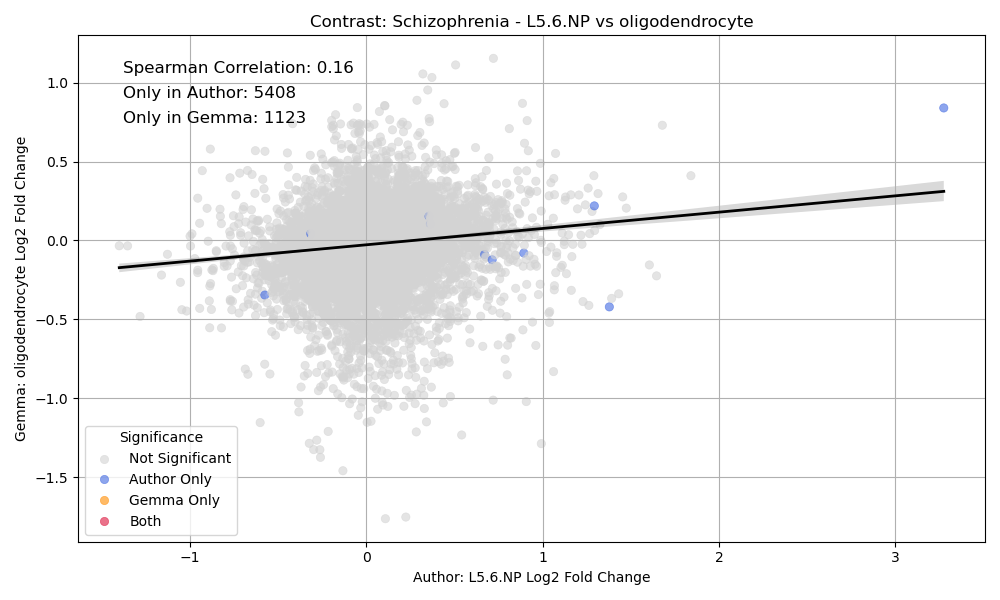 Contrast: Schizophrenia - L5.6.NP vs oligodendrocyte
Spearman Correlation: 0.16
Only in Author: 5408
Only in Gemma: 1123
1.0
0.5
0.0
−0.5
−1.0
−1.5
Gemma: oligodendrocyte Log2 Fold Change
Significance
Not Significant
Author Only
Gemma Only
Both
−1
0
1
2
3
Author: L5.6.NP Log2 Fold Change